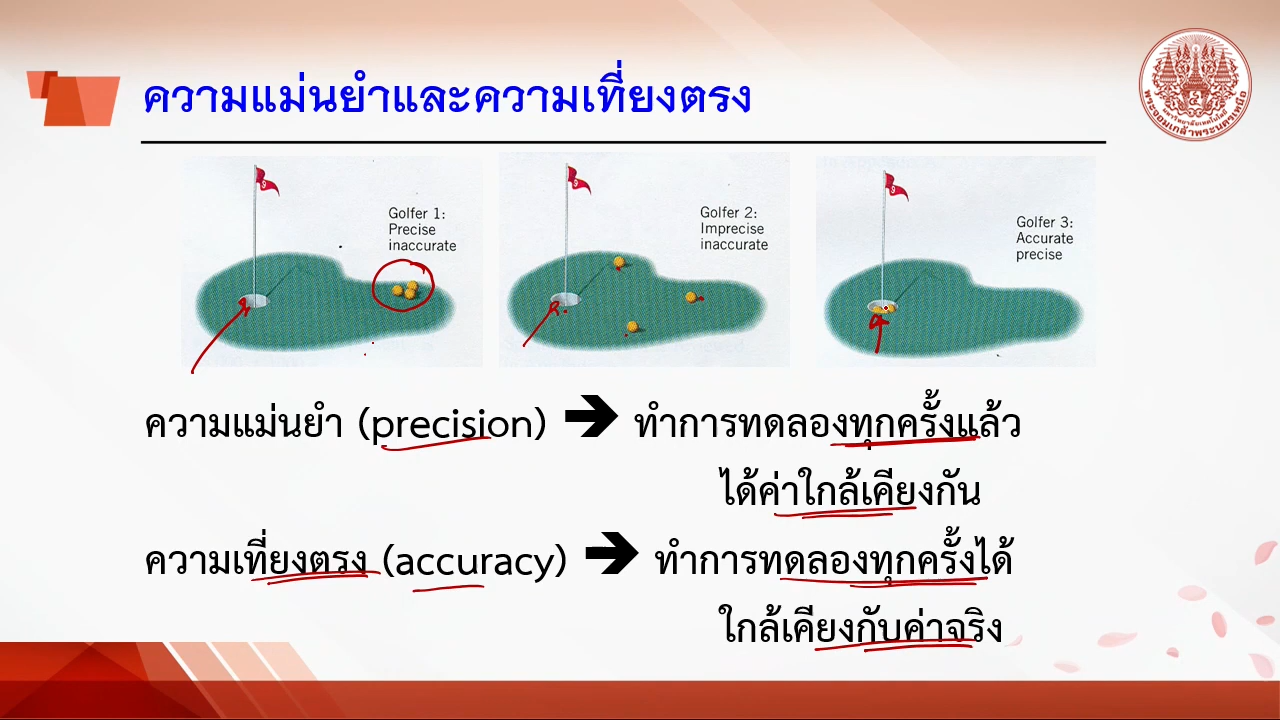 ความแม่นยำและความเที่ยงตรง
9
Golfer 1:
Precise
inaccurate
9
Golfer 2:
Imprecise
inaccurate
9
Golfer 3:
Accurate
precise
ความแม่นยำ (precision) ➔ ทำการทดลองทุกครั้งแล้ว
ได้ค่าใกล้เคียงกัน
ความเที่ยงตรง (accuracy) ➔ ทำการทดลองทุกครั้งได้
ใกล้เคียงกับค่าจริง